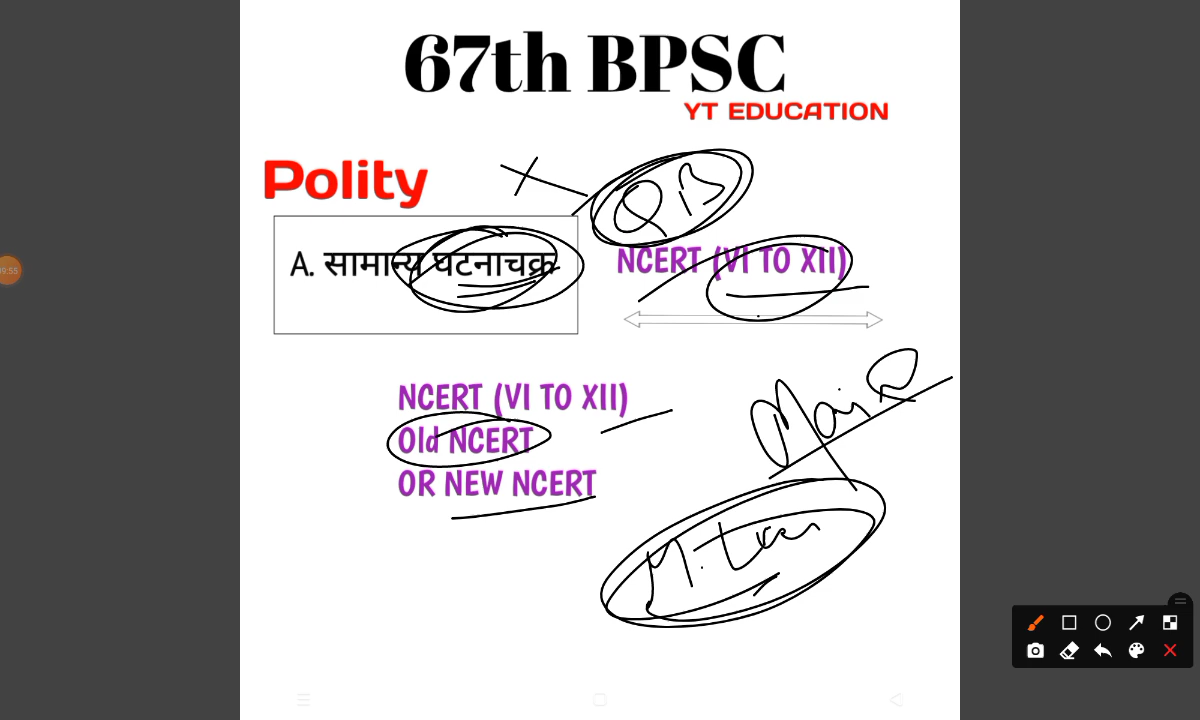 67th BPSC
YT EDUCATION
Polity
A. सामान्य घटनाचक्र
NCERT (VI TO XII)
NCERT (VI TO XII)
Old NCERT
OR NEW NCERT